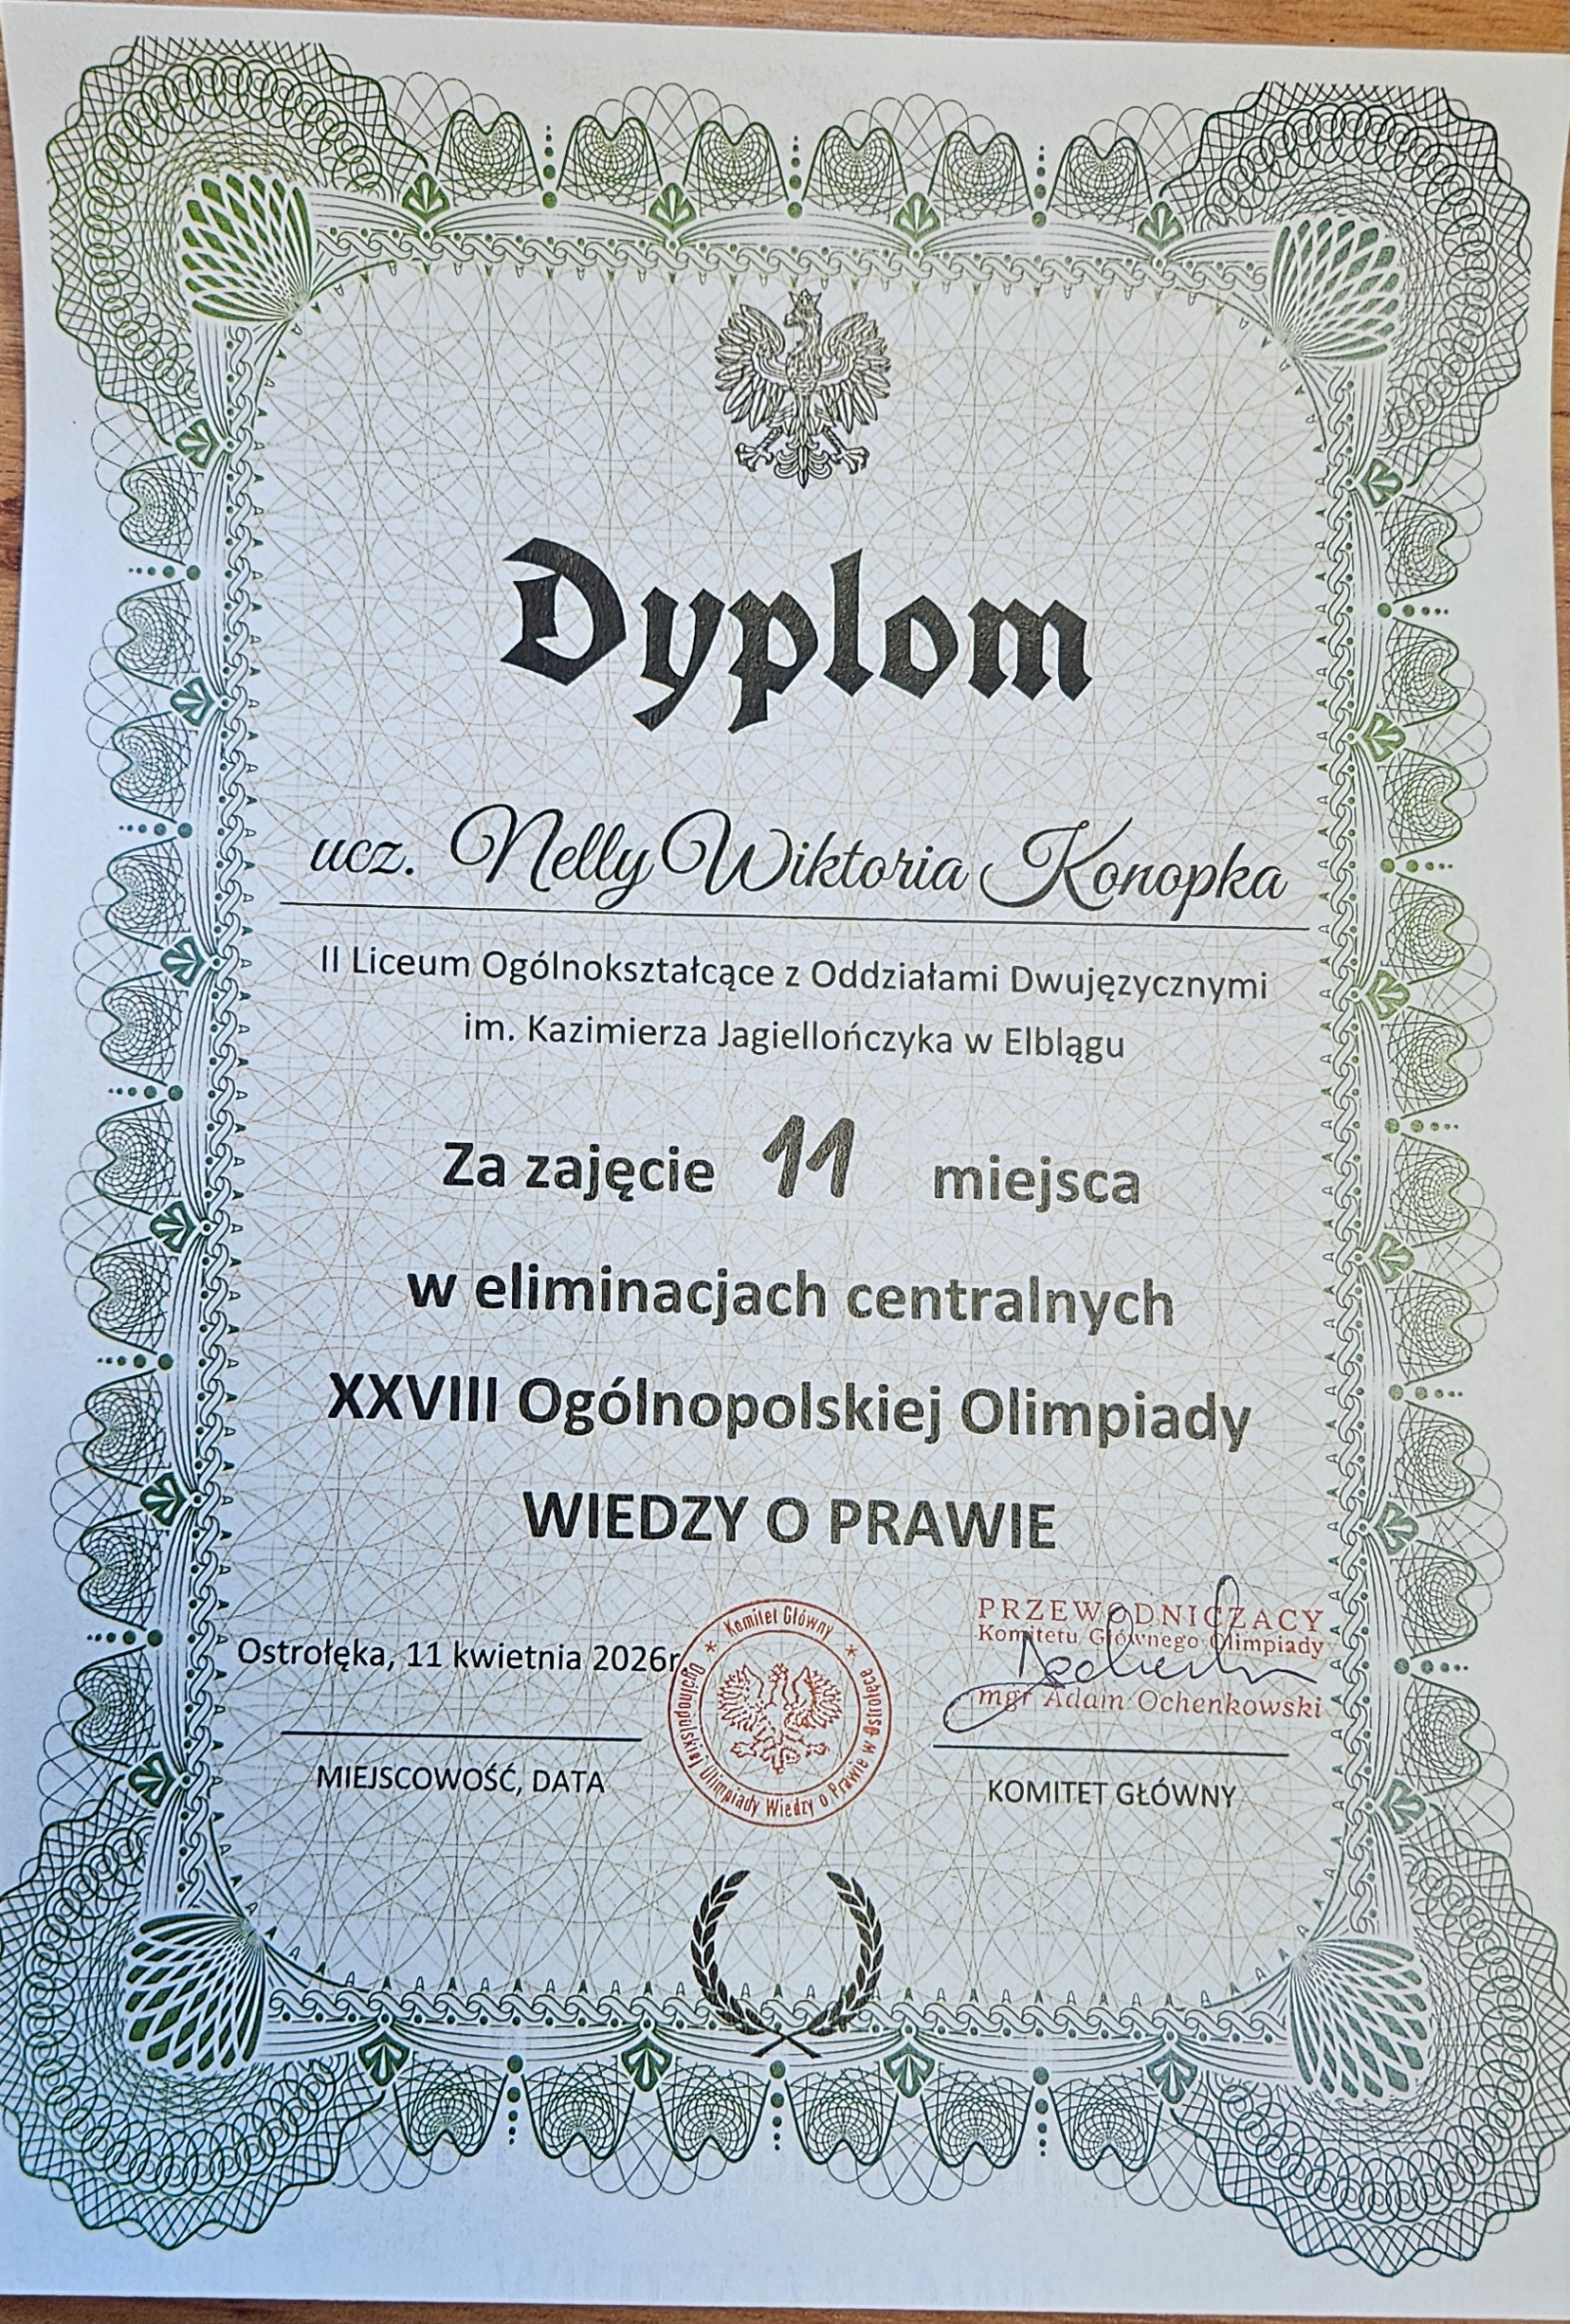 Dyplom
ucz. Nelly Wiktoria Konopka
II Liceum Ogólnokształcące z Oddziałami Dwujęzycznymi
im. Kazimierza Jagiellończyka w Elblągu
Za zajęcie 11 miejsca
w eliminacjach centralnych
XXVIII Ogólnopolskiej Olimpiady
WIEDZY O PRAWIE
Ostrołęka, 11 kwietnia 2026r
MIEJSCOWOŚĆ, DATA
Komitet Główny
Ogólnopolskiej Olimpiady Wiedzy o Prawie w Ostrołęce
PRZEWODNICZĄCY
Komitetu Głównego Olimpiady
mgr Adam Ochenkowski
KOMITET GŁÓWNY